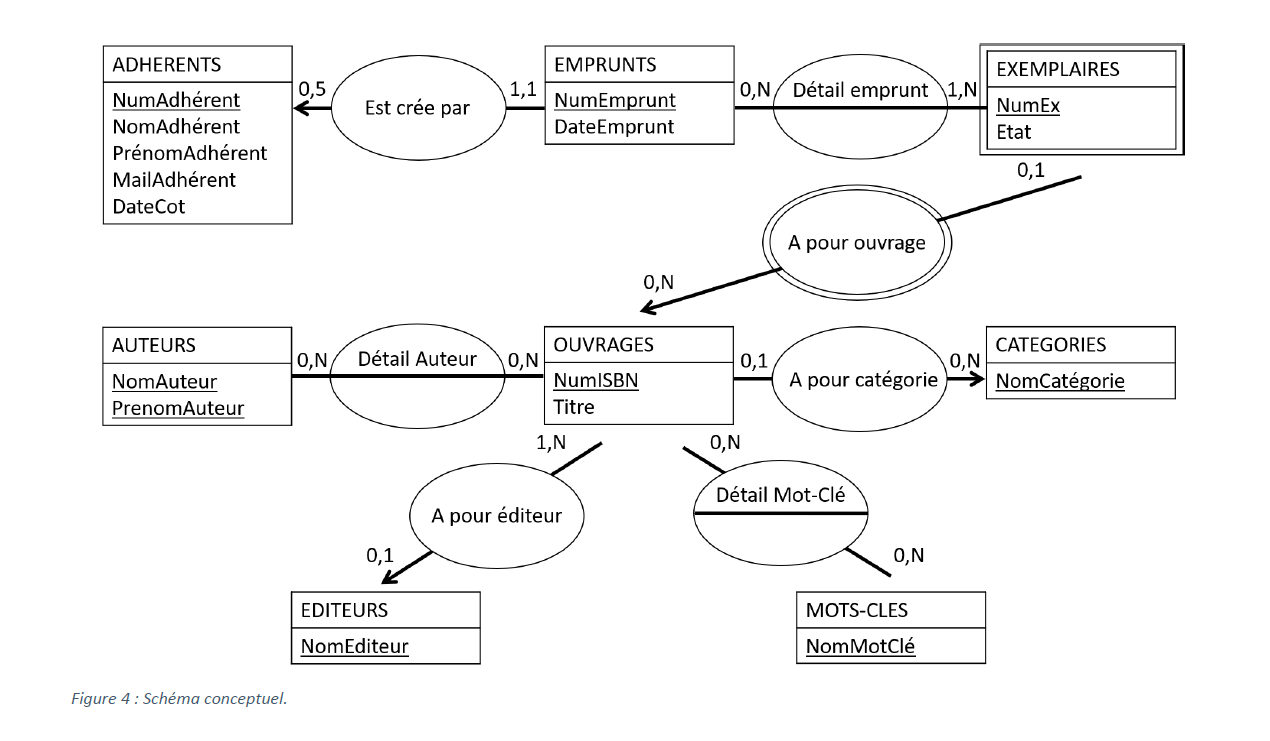 ADHERENTS
NumAdhérent
NomAdhérent
PrénomAdhérent
MailAdhérent
DateCot
0,5
Est crée par
1,1
EMPRUNTS
NumEmprunt
DateEmprunt
0,N
Détail emprunt
1,N
EXEMPLAIRES
NumEx
Etat
0,1
A pour ouvrage
0,N
AUTEURS
NomAuteur
PrenomAuteur
0,N
Détail Auteur
0,N
OUVRAGES
NumISBN
Titre
0,1
A pour catégorie
0,N
CATEGORIES
NomCatégorie
1,N
A pour éditeur
0,1
EDITEURS
NomEditeur
0,N
Détail Mot-Clé
0,N
MOTS-CLES
NomMotClé
Figure 4 : Schéma conceptuel.